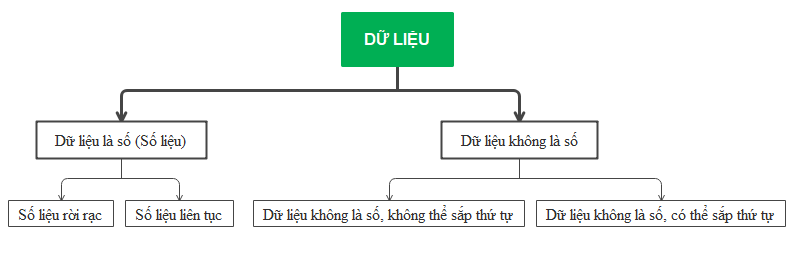 DỮ LIỆU
Dữ liệu là số (Số liệu)
Dữ liệu không là số
Số liệu rời rạc
Số liệu liên tục
Dữ liệu không là số, không thể sắp thứ tự
Dữ liệu không là số, có thể sắp thứ tự